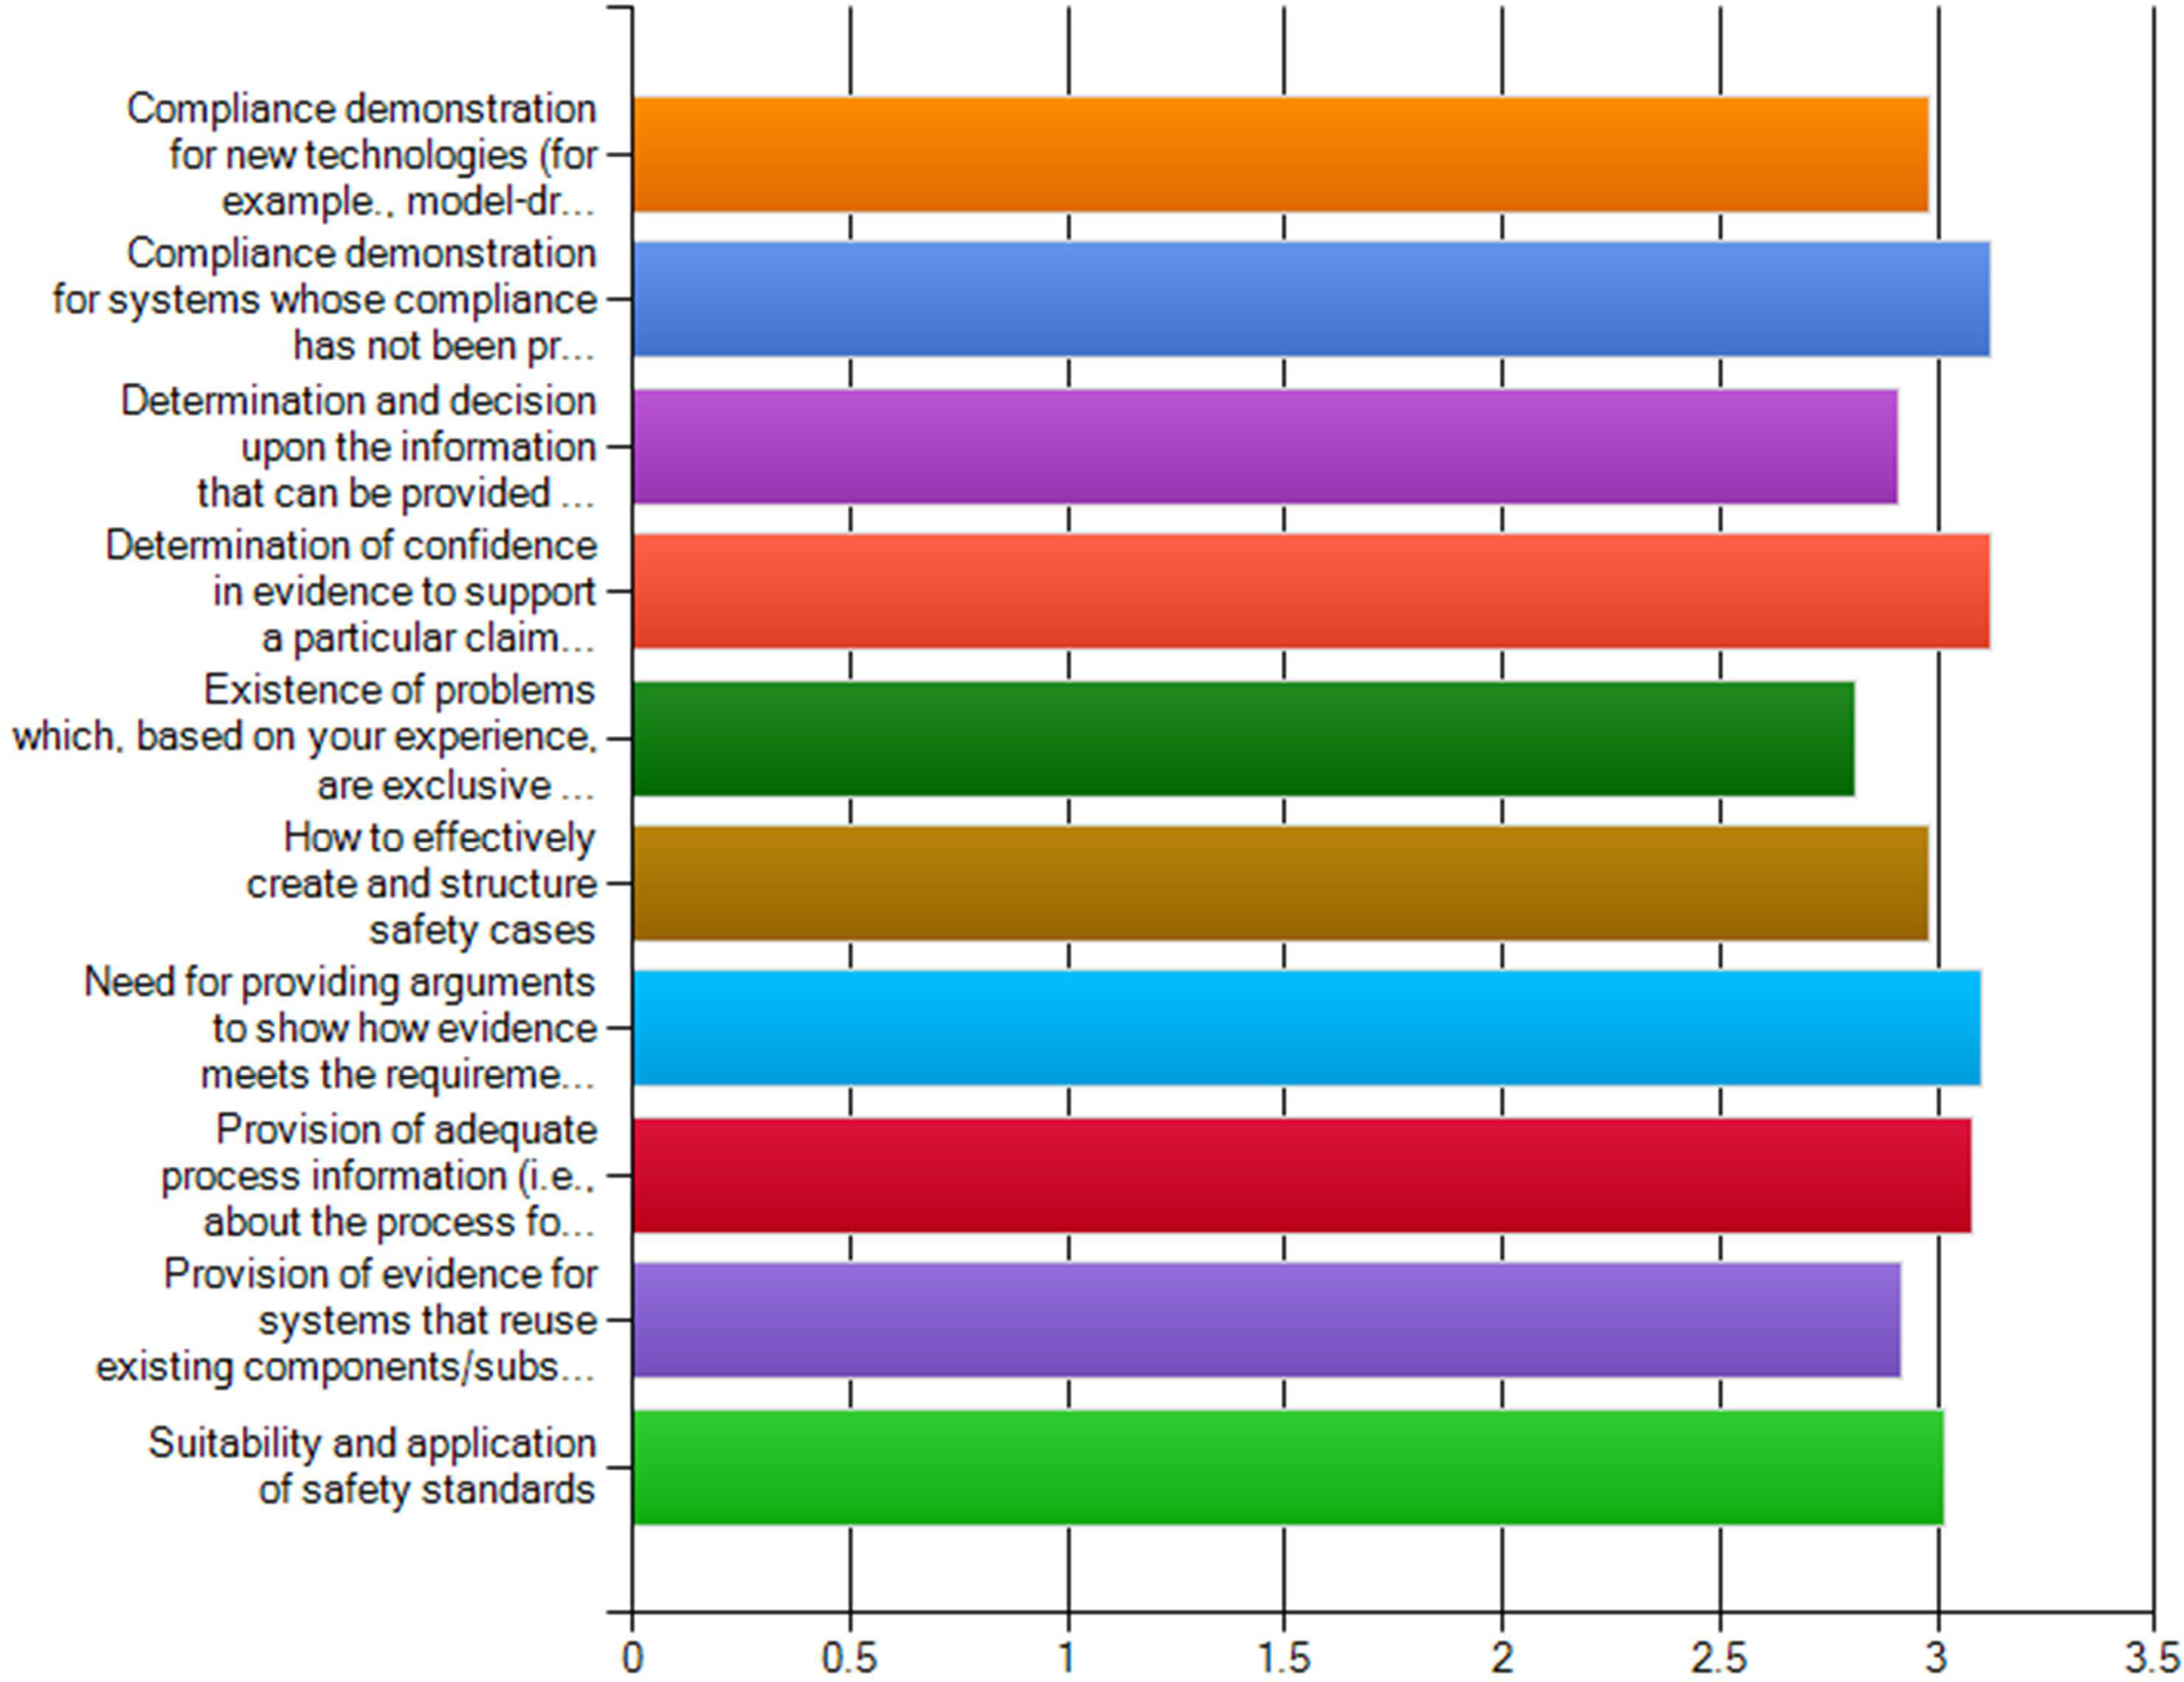 Compliance demonstration
for new technologies (for
example., model-dr...
Compliance demonstration
for systems whose compliance
has not been pr...
Determination and decision
upon the information
that can be provided ...
Determination of confidence
in evidence to support
a particular claim...
Existence of problems
which, based on your experience,
are exclusive ...
How to effectively
create and structure
safety cases
Need for providing arguments
to show how evidence
meets the requireme...
Provision of adequate
process information (i.e.,
about the process fo...
Provision of evidence for
systems that reuse
existing components/subs...
Suitability and application
of safety standards
0 0.5 1 1.5 2 2.5 3 3.5